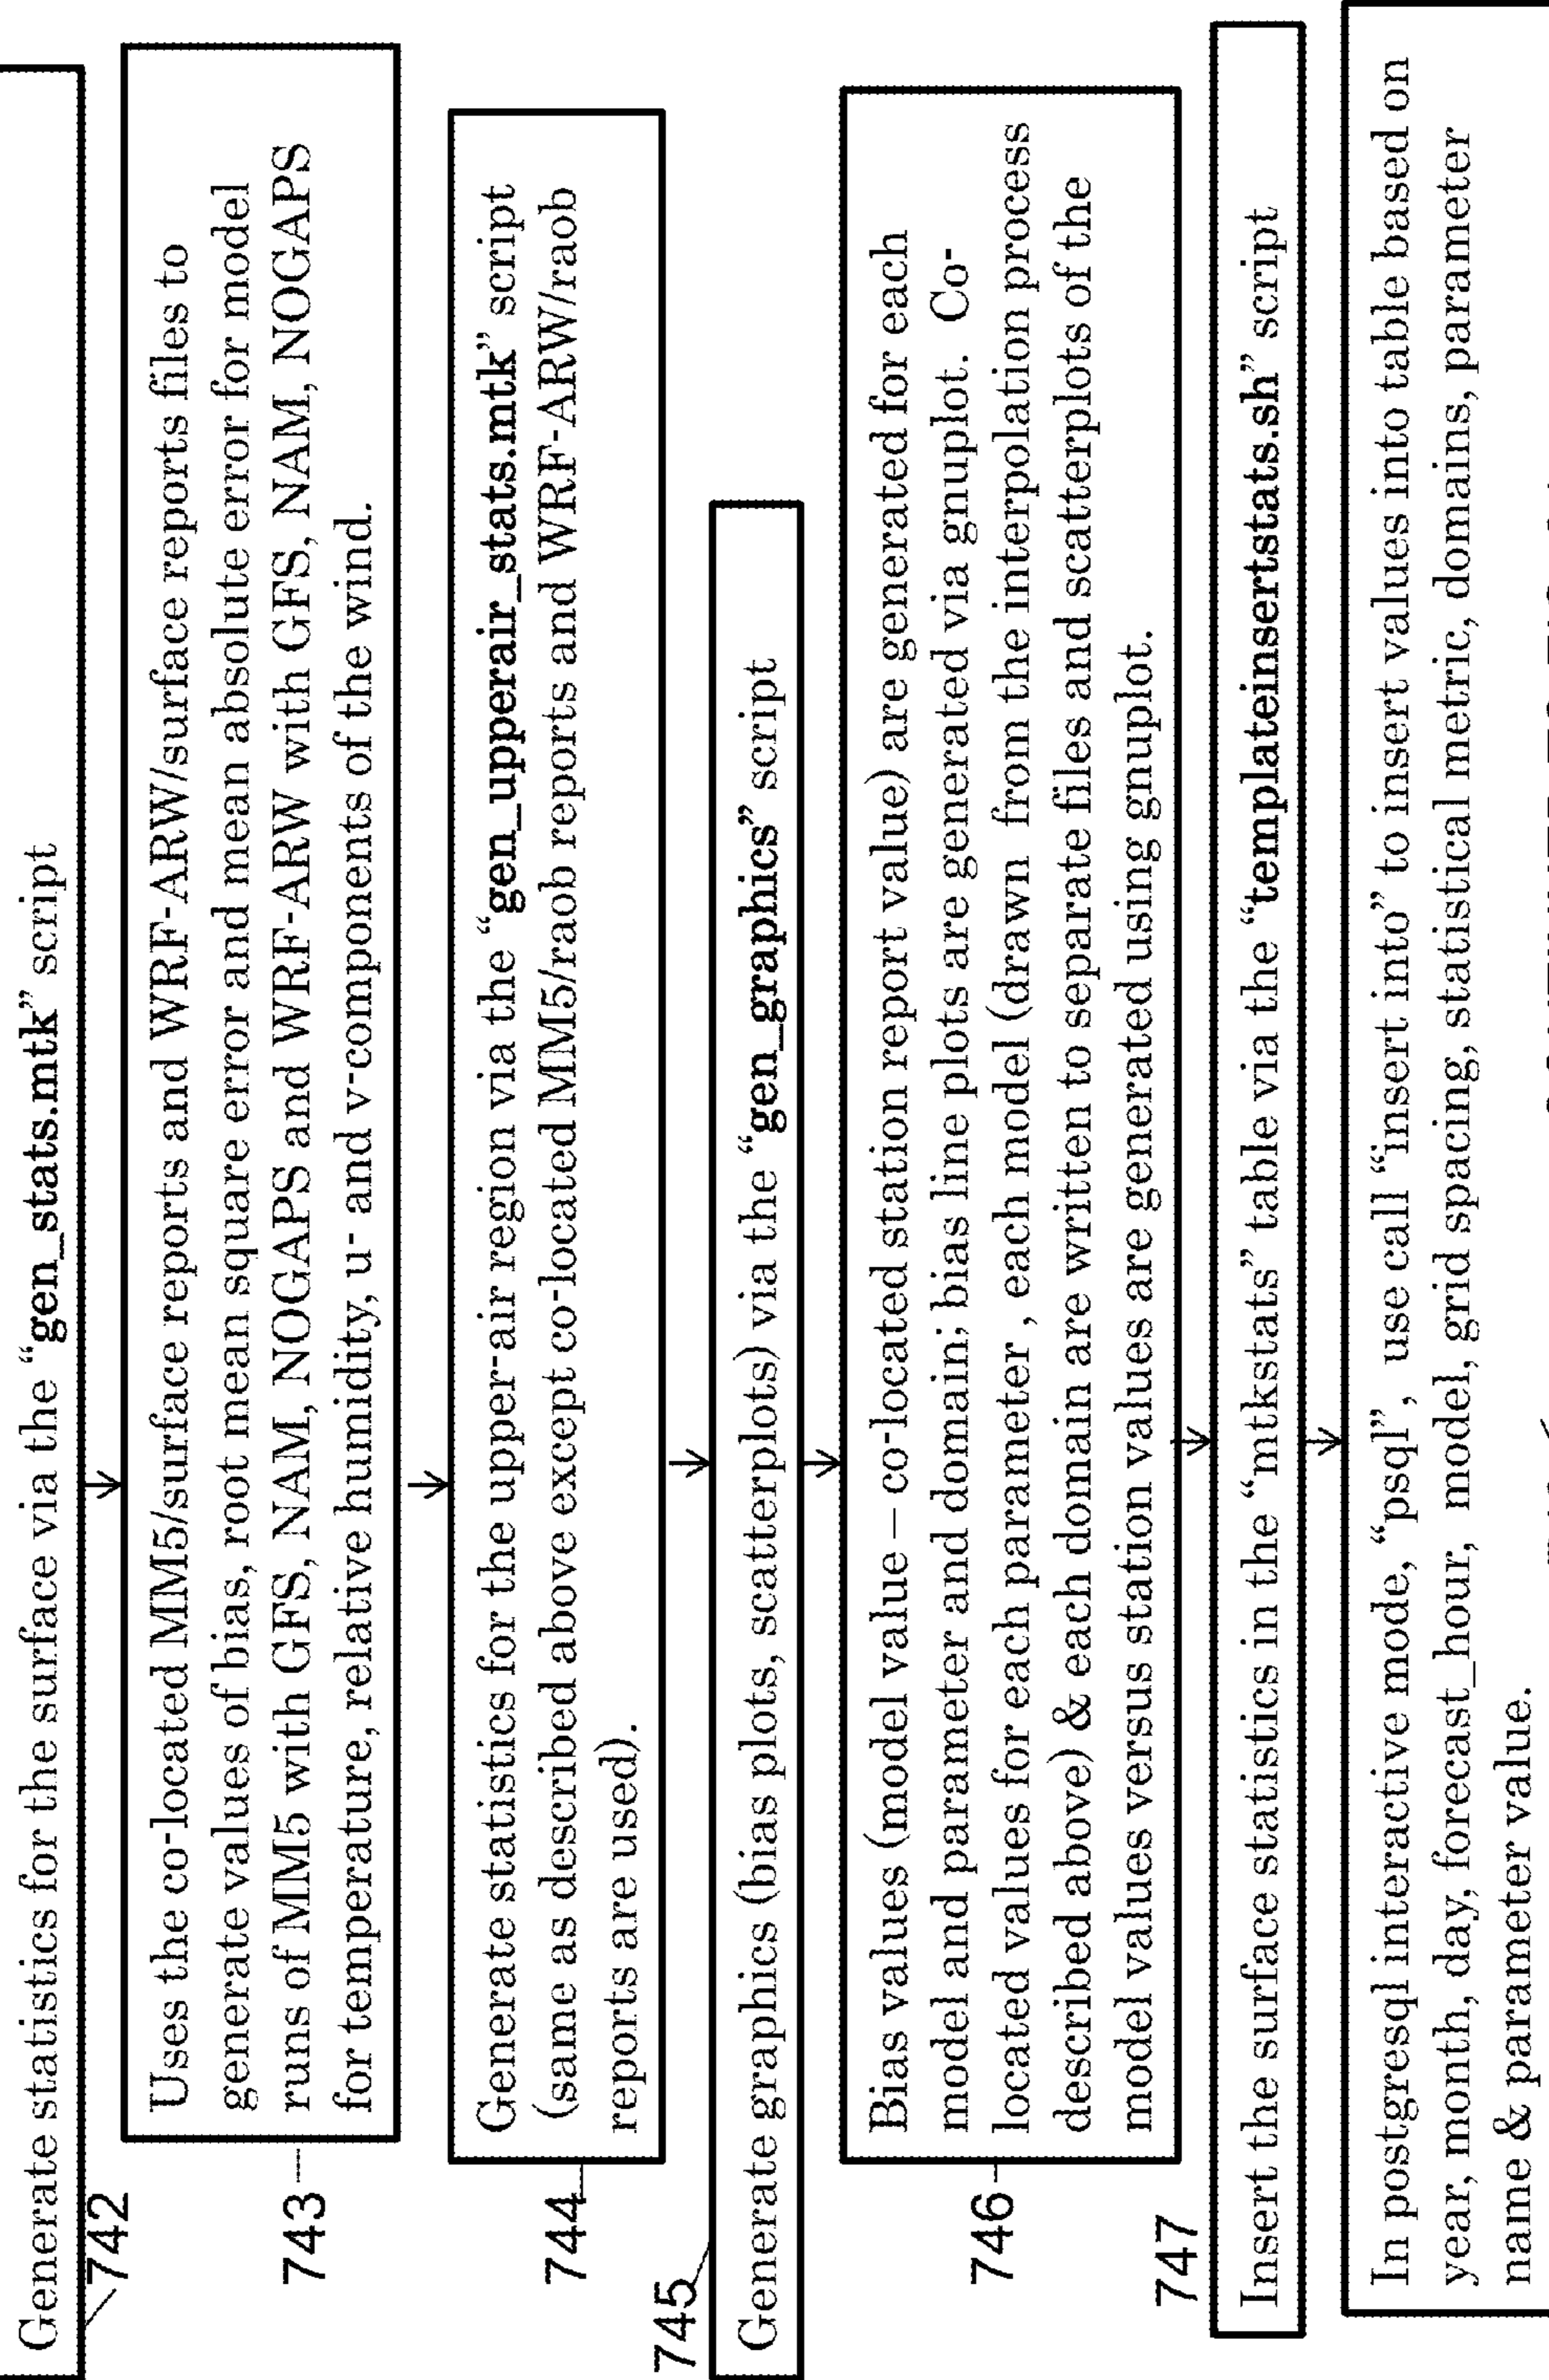 Generate statistics for the surface via the “gen_stats.mtk” script
742
Uses the co-located MM5/surface reports and WRF-ARW/surface reports files to
generate values of bias, root mean square error and mean absolute error for model
runs of MM5 with GFS, NAM, NOGAPS and WRF-ARW with GFS, NAM, NOGAPS
for temperature, relative humidity, u- and v-components of the wind.
743
Generate statistics for the upper-air region via the “gen_upperair_stats.mtk” script
(same as described above except co-located MM5/raob reports and WRF-ARW/raob
reports are used).
744
745
Generate graphics (bias plots, scatterplots) via the “gen_graphics” script
Bias values (model value – co-located station report value) are generated for each
model and parameter and domain; bias line plots are generated via gnuplot. Co-
located values for each parameter , each model (drawn from the interpolation process
described above) & each domain are written to separate files and scatterplots of the
model values versus station values are generated using gnuplot.
746
747
Insert the surface statistics in the “mtkstats” table via the “templateinsertstats.sh” script
In postgresql interactive mode, “psql”, use call “insert into” to insert values into table based on
year, month, day, forecast_hour, model, grid spacing, statistical metric, domains, parameter
name & parameter value.